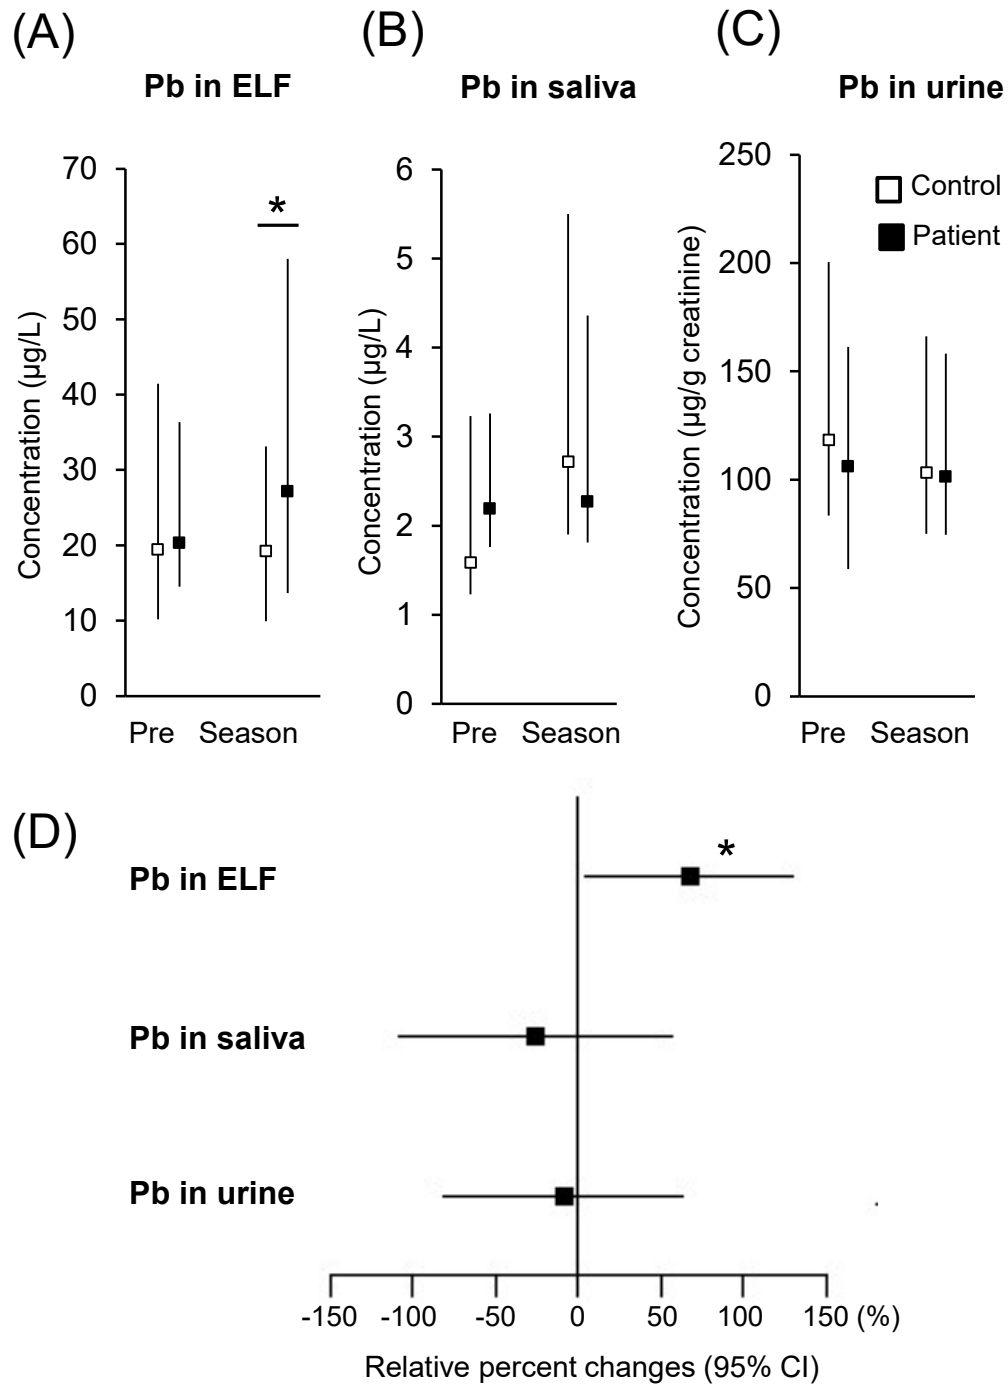 (A)
(B)
(C)
Pb in ELF
Pb in saliva
Pb in urine
70
60
50
40
30
20
10
0
Concentration (µg/L)
*
Pre Season
6
5
4
3
2
1
0
Concentration (µg/L)
Pre Season
250
200
150
100
50
0
Concentration (µg/g creatinine)
Control
Patient
Pre Season
(D)
*
Pb in ELF
Pb in saliva
Pb in urine
-150 -100 -50 0 50 100 150 (%)
Relative percent changes (95% CI)